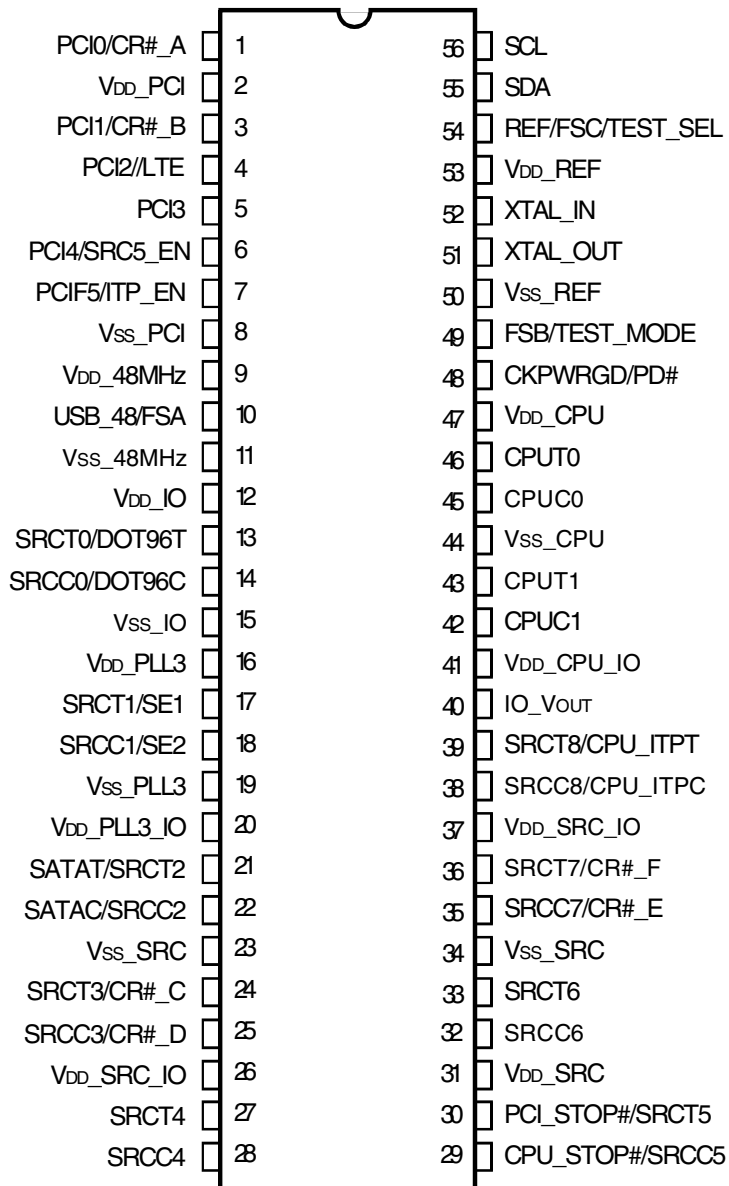 PCI0/CR#_A 1 56 SCL
VDD_PCI 2 55 SDA
PCI1/CR#_B 3 54 REF/FSC/TEST_SEL
PCI2//LTE 4 53 VDD_REF
PCI3 5 52 XTAL_IN
PCI4/SRC5_EN 6 51 XTAL_OUT
PCIF5/ITP_EN 7 50 VSS_REF
VSS_PCI 8 49 FSB/TEST_MODE
VDD_48MHz 9 48 CKPWRGD/PD#
USB_48/FSA 10 47 VDD_CPU
VSS_48MHz 11 46 CPUT0
VDD_IO 12 45 CPUC0
SRCT0/DOT96T 13 44 VSS_CPU
SRCC0/DOT96C 14 43 CPUT1
VSS_IO 15 42 CPUC1
VDD_PLL3 16 41 VDD_CPU_IO
SRCT1/SE1 17 40 IO_VOUT
SRCC1/SE2 18 39 SRCT8/CPU_ITPT
VSS_PLL3 19 38 SRCC8/CPU_ITPC
VDD_PLL3_IO 20 37 VDD_SRC_IO
SATAT/SRCT2 21 36 SRCT7/CR#_F
SATAC/SRCC2 22 35 SRCC7/CR#_E
VSS_SRC 23 34 VSS_SRC
SRCT3/CR#_C 24 33 SRCT6
SRCC3/CR#_D 25 32 SRCC6
VDD_SRC_IO 26 31 VDD_SRC
SRCT4 27 30 PCI_STOP#/SRCT5
SRCC4 28 29 CPU_STOP#/SRCC5